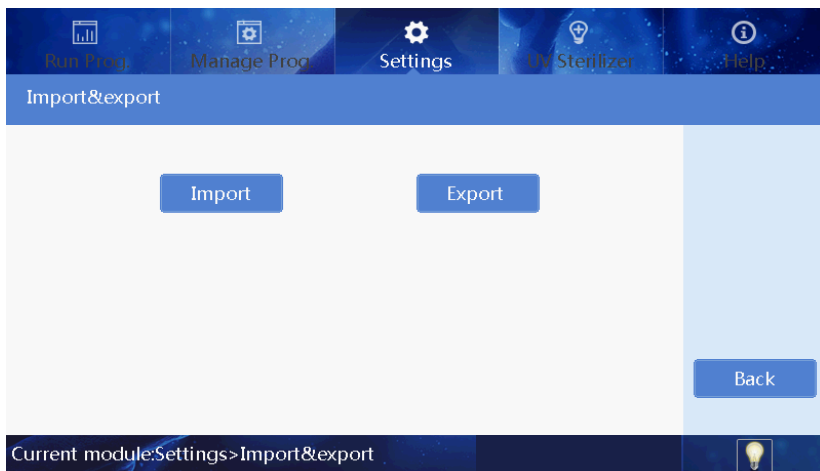 Run Prog.
Manage Prog.
Settings
UV Sterilizer
Help
Import&export
Import
Export
Back
Current module:Settings>Import&export